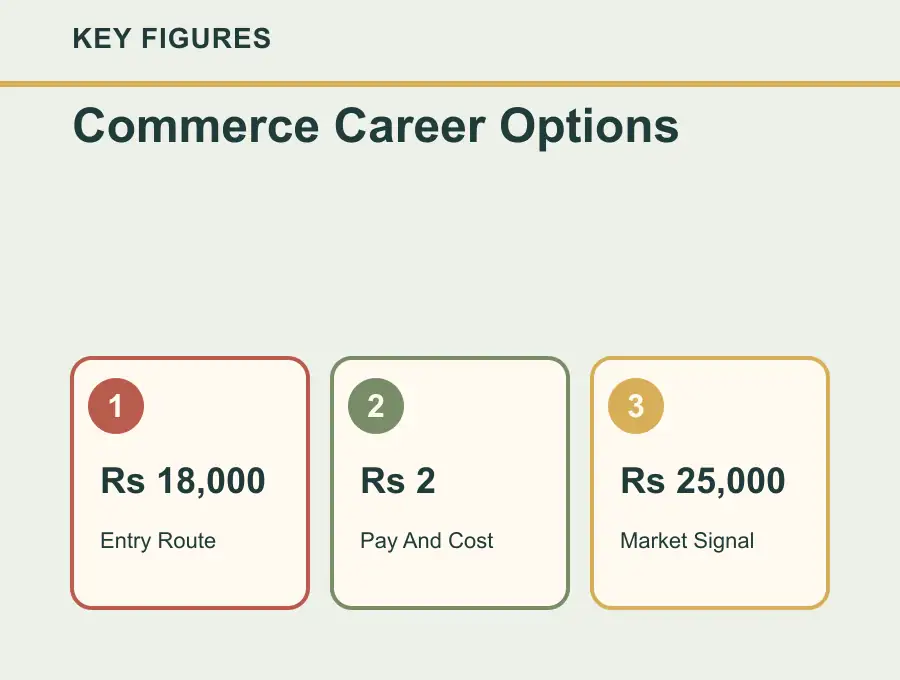 KEY FIGURES
Commerce Career Options
1
Rs 18,000
Entry Route
2
Rs 2
Pay And Cost
3
Rs 25,000
Market Signal